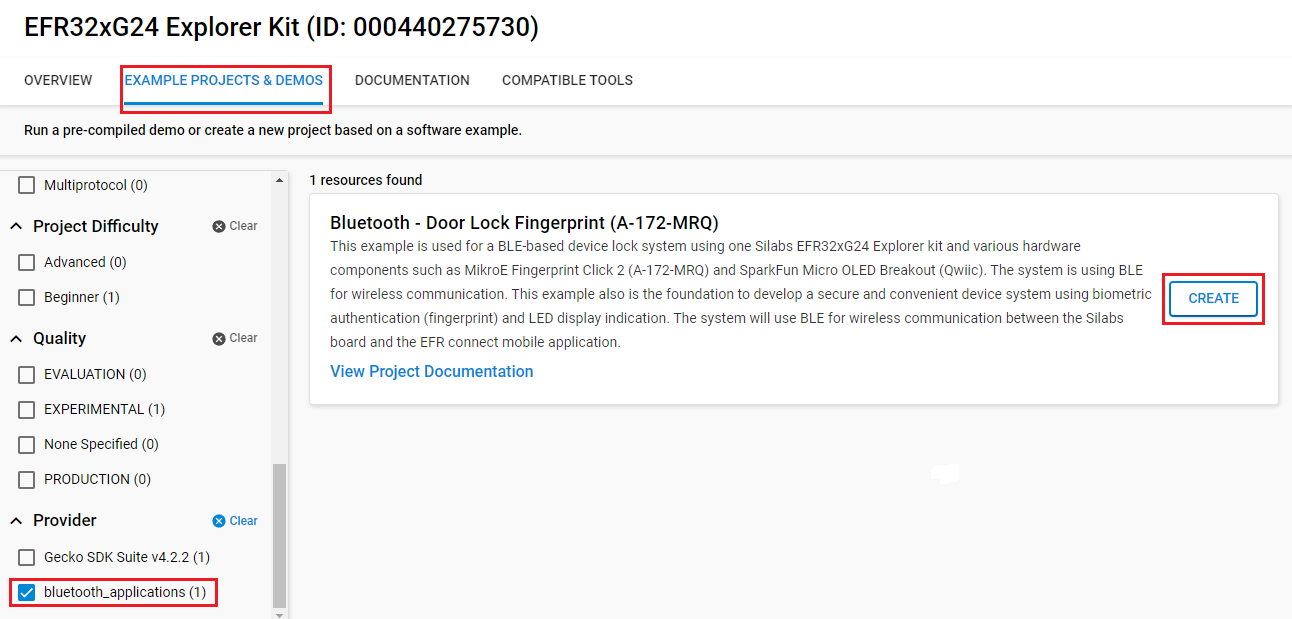 EFR32xG24 Explorer Kit (ID: 000440275730)
OVERVIEW
EXAMPLE PROJECTS & DEMOS
DOCUMENTATION
COMPATIBLE TOOLS
Run a pre-compiled demo or create a new project based on a software example.
Multiprotocol (0)
Project Difficulty
Clear
Advanced (0)
Beginner (1)
Quality
Clear
EVALUATION (0)
EXPERIMENTAL (1)
None Specified (0)
PRODUCTION (0)
Provider
Clear
Gecko SDK Suite v4.2.2 (1)
bluetooth_applications (1)
1 resources found
Bluetooth - Door Lock Fingerprint (A-172-MRQ)
This example is used for a BLE-based device lock system using one Silabs EFR32xG24 Explorer kit and various hardware
components such as MikroE Fingerprint Click 2 (A-172-MRQ) and SparkFun Micro OLED Breakout (Qwiic). The system is using BLE
for wireless communication. This example also is the foundation to develop a secure and convenient device system using biometric
authentication (fingerprint) and LED display indication. The system will use BLE for wireless communication between the Silabs
board and the EFR connect mobile application.
View Project Documentation
CREATE